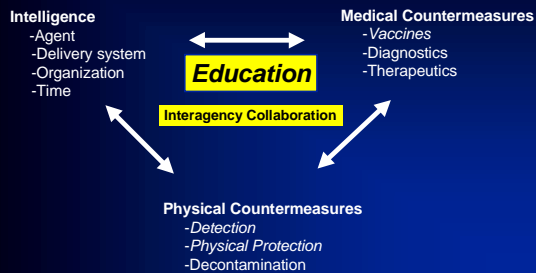 Intelligence
-Agent
-Delivery system
-Organization
-Time
Medical Countermeasures
-Vaccines
-Diagnostics
-Therapeutics
Education
Interagency Collaboration
Physical Countermeasures
-Detection
-Physical Protection
-Decontamination